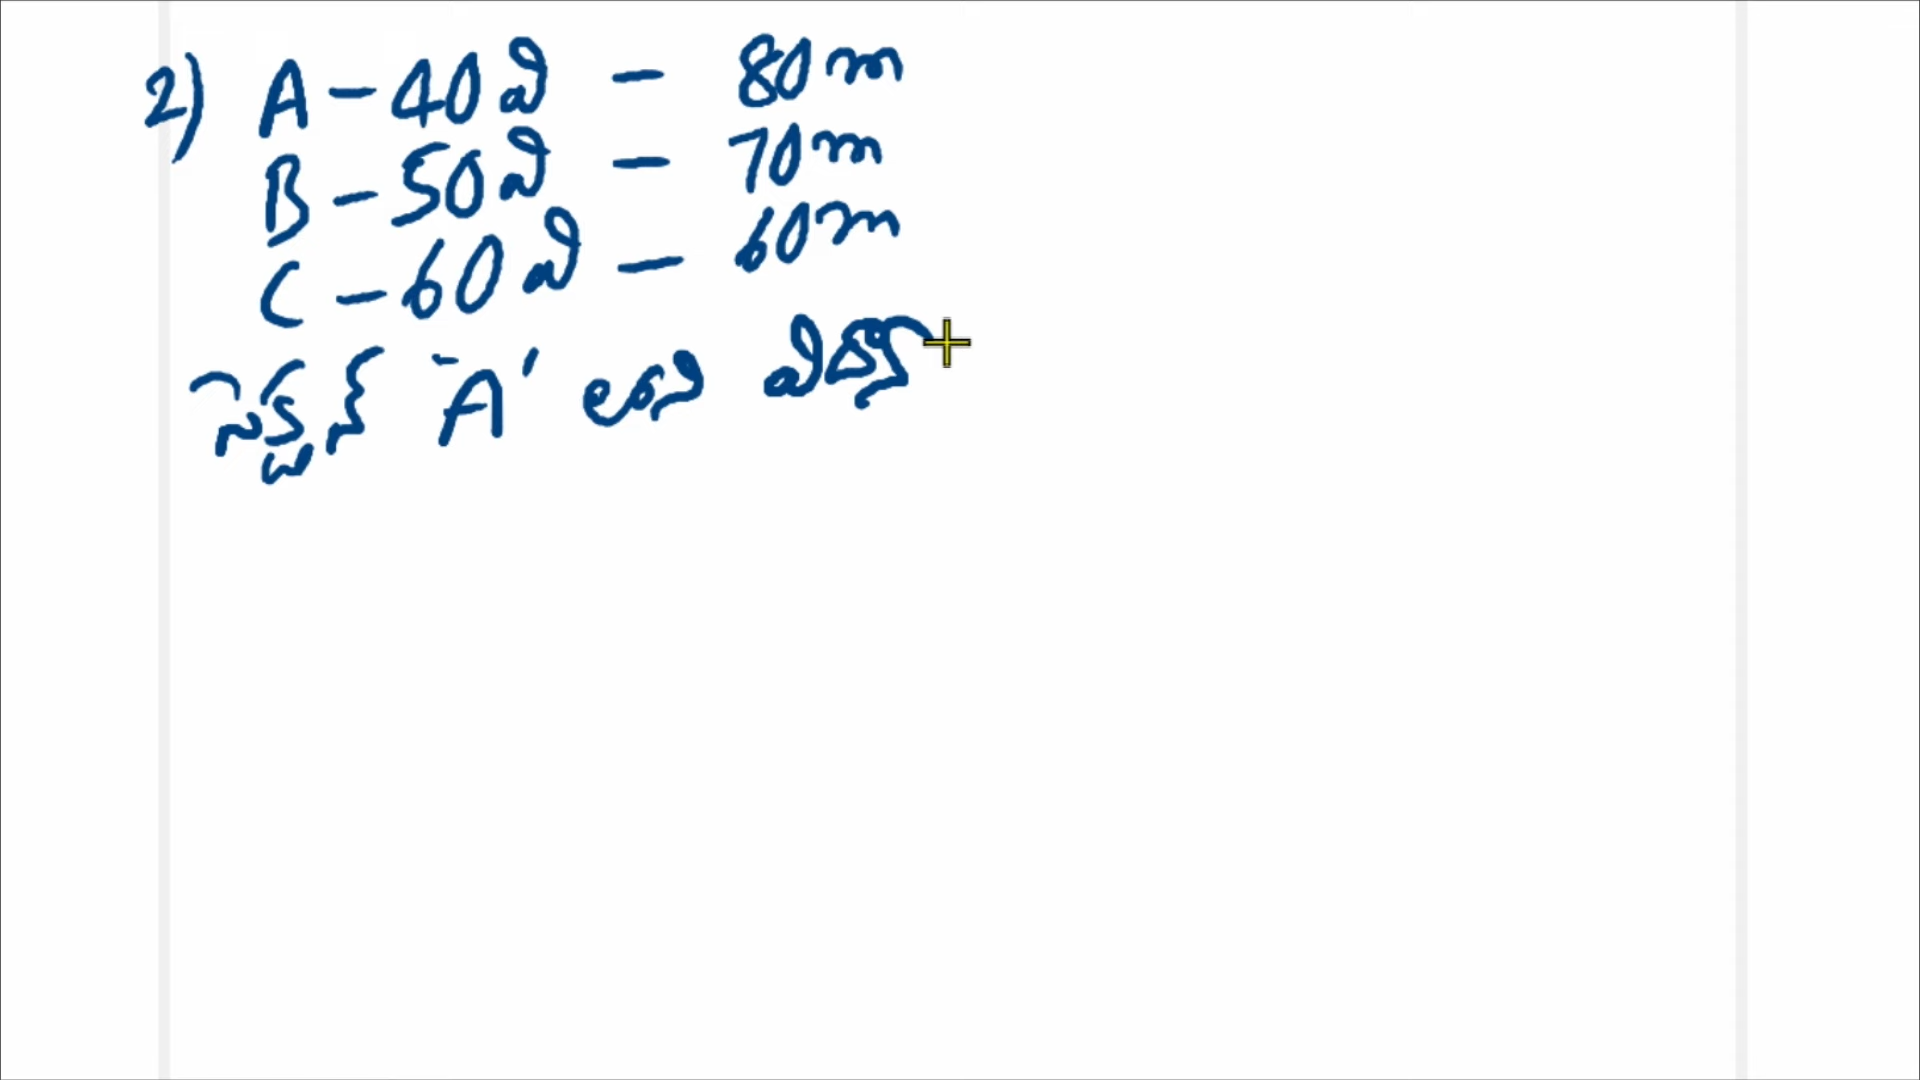 2) A - 40 వి - 80 m
B - 50 వి - 70 m
C - 60 వి - 60 m
సెక్షన్ 'A' లోని